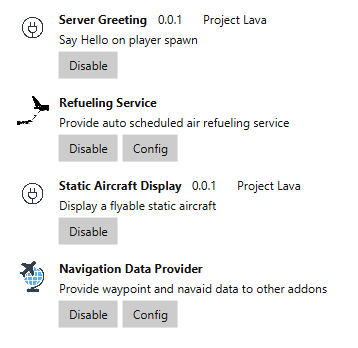 Server Greeting 0.0.1 Project Lava
Say Hello on player spawn
Disable
Refueling Service
Provide auto scheduled air refueling service
Disable Config
Static Aircraft Display 0.0.1 Project Lava
Display a flyable static aircraft
Disable
Navigation Data Provider
Provide waypoint and navaid data to other addons
Disable Config